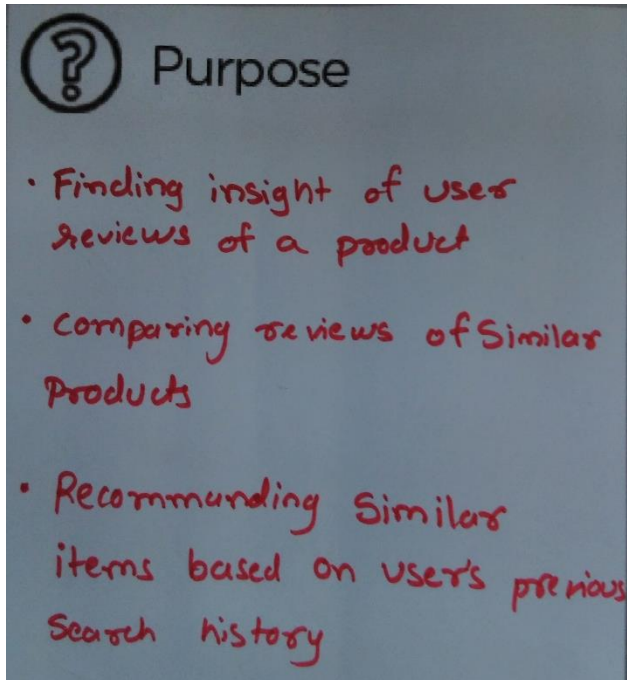 ? Purpose
• Finding insight of user
reviews of a product
• Comparing reviews of Similar
Products
• Recommanding Similar
items based on user's previous
Search history